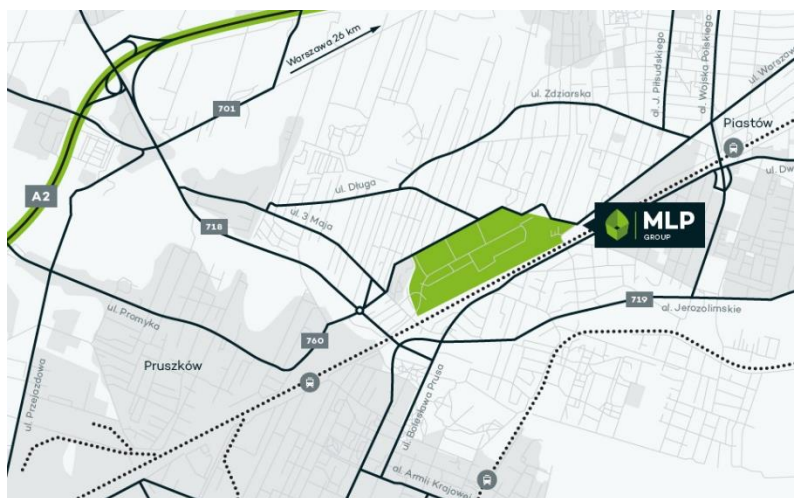 Warszawa 26 km
al. J. Piłsudskiego
al. Wojska Polskiego
ul. Warsz
701
ul. Żdziarska
Piastów
A2
ul. Długa
ul. Dw
ul. 3 Maja
718
MLP
GROUP
719
al. Jerozolimskie
ul. Promyka
760
Pruszków
ul. Przejazdowa
ul. Bolesława Prusa
al. Armii Krajowej